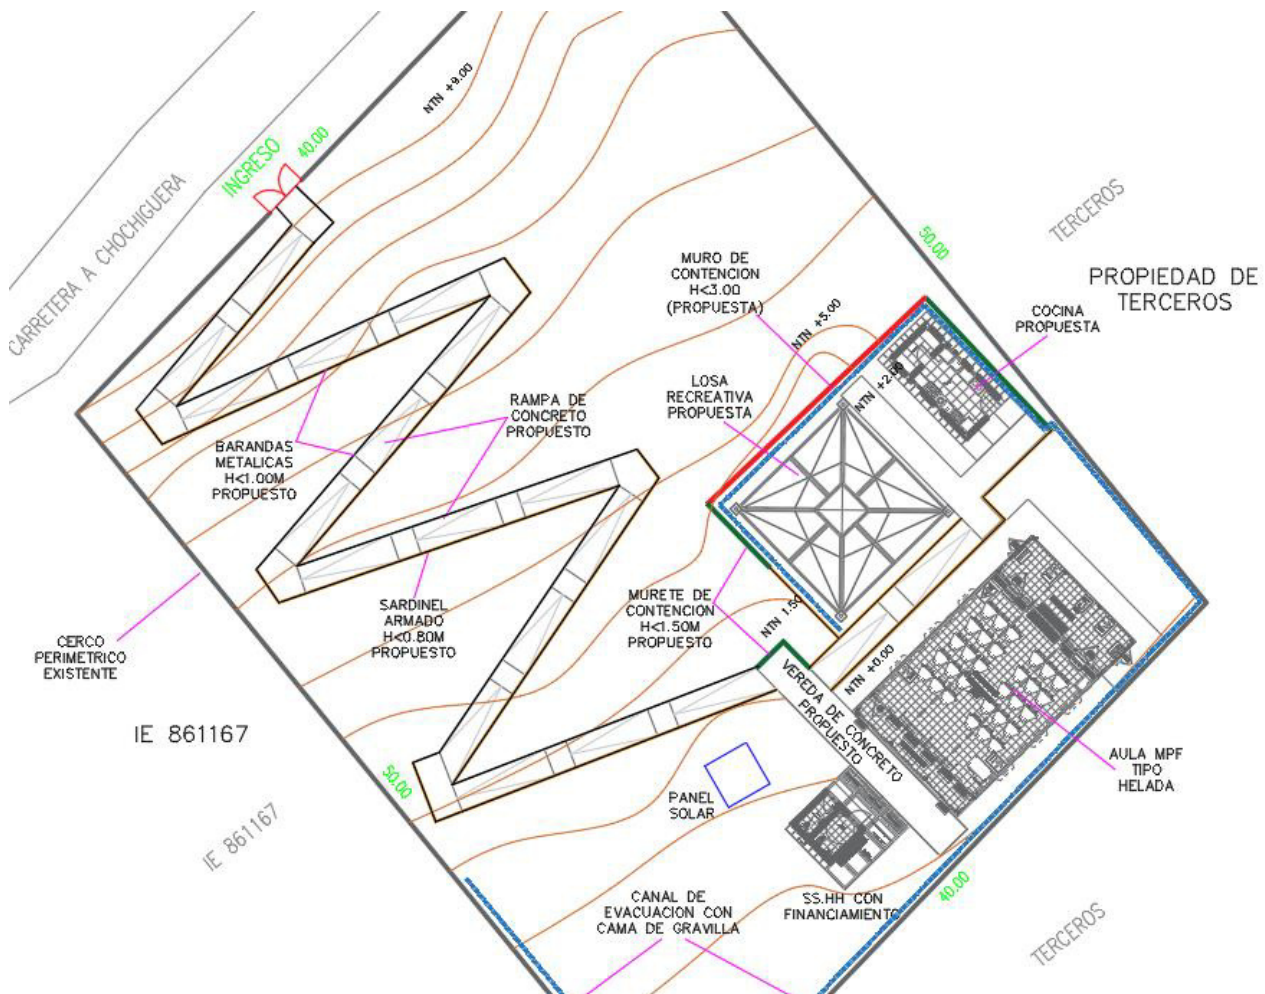 NTN +9.00
40.00
INGRESO
CARRETERA A CHOCHIGUERA
TERCEROS
50.00
MURO DE
CONTENCION
H<3.00
(PROPUESTA)
PROPIEDAD DE
TERCEROS
COCINA
PROPUESTA
NTN +5.00
LOSA
RECREATIVA
PROPUESTA
NTN +2.00
RAMPA DE
CONCRETO
PROPUESTO
BARANDAS
METALICAS
H<1.00M
PROPUESTO
SARDINEL
ARMADO
H<0.80M
PROPUESTO
MURETE DE
CONTENCION
H<1.50M
PROPUESTO
NTN 1.50
NTN +0.00
CERCO
PERIMETRICO
EXISTENTE
VEREDA DE CONCRETO
PROPUESTO
IE 861167
AULA MPF
TIPO
HELADA
50.00
PANEL
SOLAR
IE 861167
SS.HH CON
FINANCIAMIENTO
40.00
CANAL DE
EVACUACION CON
CAMA DE GRAVILLA
TERCEROS